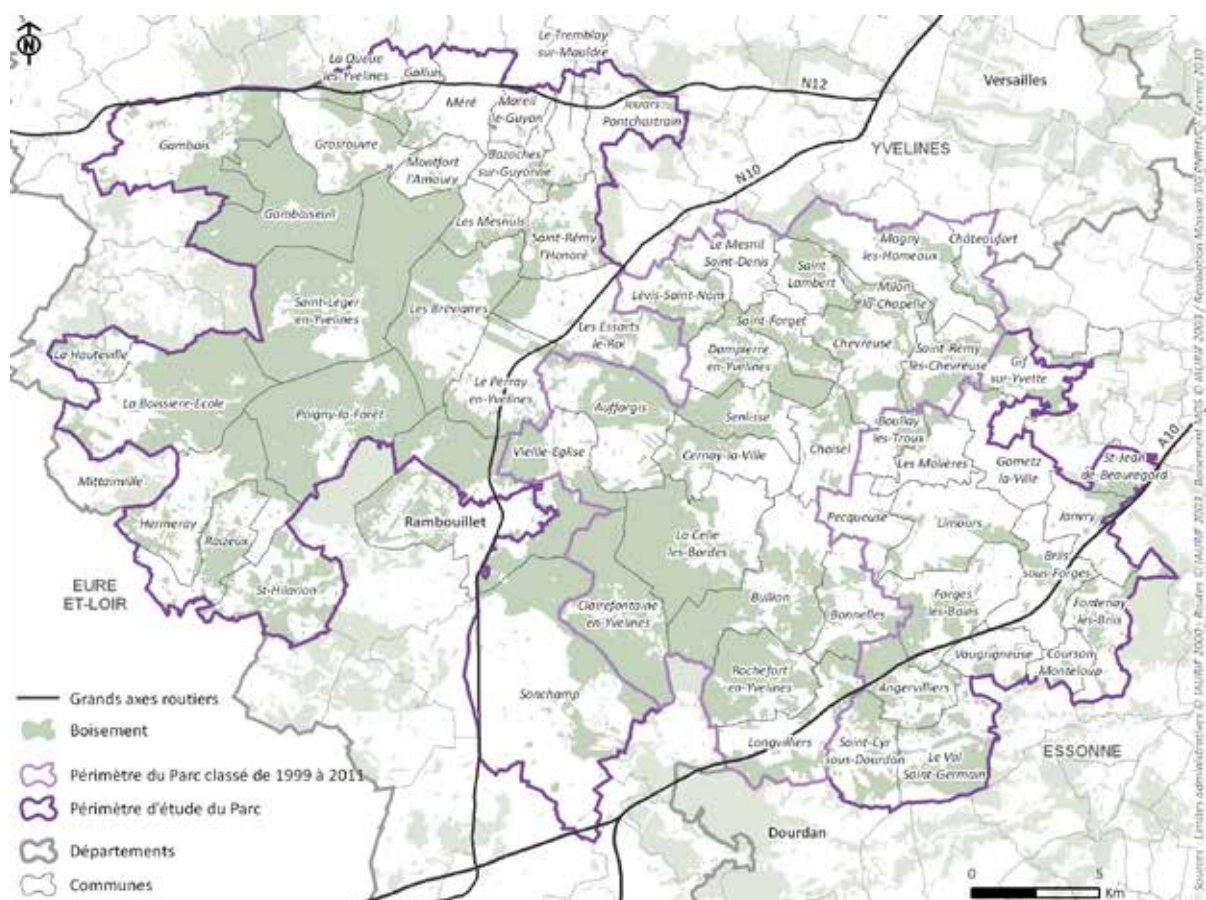 N
Le Tremblay
sur-Mauldre
La Queue
les-Yvelines
Galluis
Versailles
N12
Méré
Mareil
le-Guyon
Jouars
Pontchartrain
Gambais
Grosrouvre
Montfort
l'Amaury
Bazoches
sur-Guyonne
YVELINES
N10
Gambaiseuil
Les Mesnuls
Saint-Rémy
l'Honoré
Le Mesnil
Saint-Denis
Magny
les-Hameaux
Châteaufort
Saint
Lambert
Milon
la-Chapelle
Lévis-Saint-Nom
Saint-Léger
en-Yvelines
Les Bréviaires
Les Essarts
le-Roi
Saint-Forget
Chevreuse
Saint-Rémy
lès-Chevreuse
Gif
sur-Yvette
La Hauteville
Dampierre
en-Yvelines
Le Perray
en-Yvelines
La Boissière-Ecole
Poigny-la-Forêt
Auffargis
Senlisse
Boullay
les-Troux
A10
Vieille-Eglise
Cernay-la-Ville
Choisel
Les Molières
Gometz
la-Ville
St-Jean
de-Beauregard
Mittainville
Hermeray
Raizeux
Rambouillet
Pecqueuse
Limours
Janvry
La Celle
les-Bordes
Briis
sous-Forges
EURE
ET-LOIR
St-Hilarion
Clairefontaine
en-Yvelines
Bullion
Bonnelles
Forges
les-Bains
Fontenay
les-Briis
Vaugrigneuse
Courson
Monteloup
Rochefort
en-Yvelines
Sonchamp
Angervilliers
Longvilliers
Saint-Cyr
sous-Dourdan
Le Val
Saint-Germain
ESSONNE
Dourdan
Grands axes routiers
Boisement
Périmètre du Parc classé de 1999 à 2011
Périmètre d'étude du Parc
Départements
Communes
0 5
Km